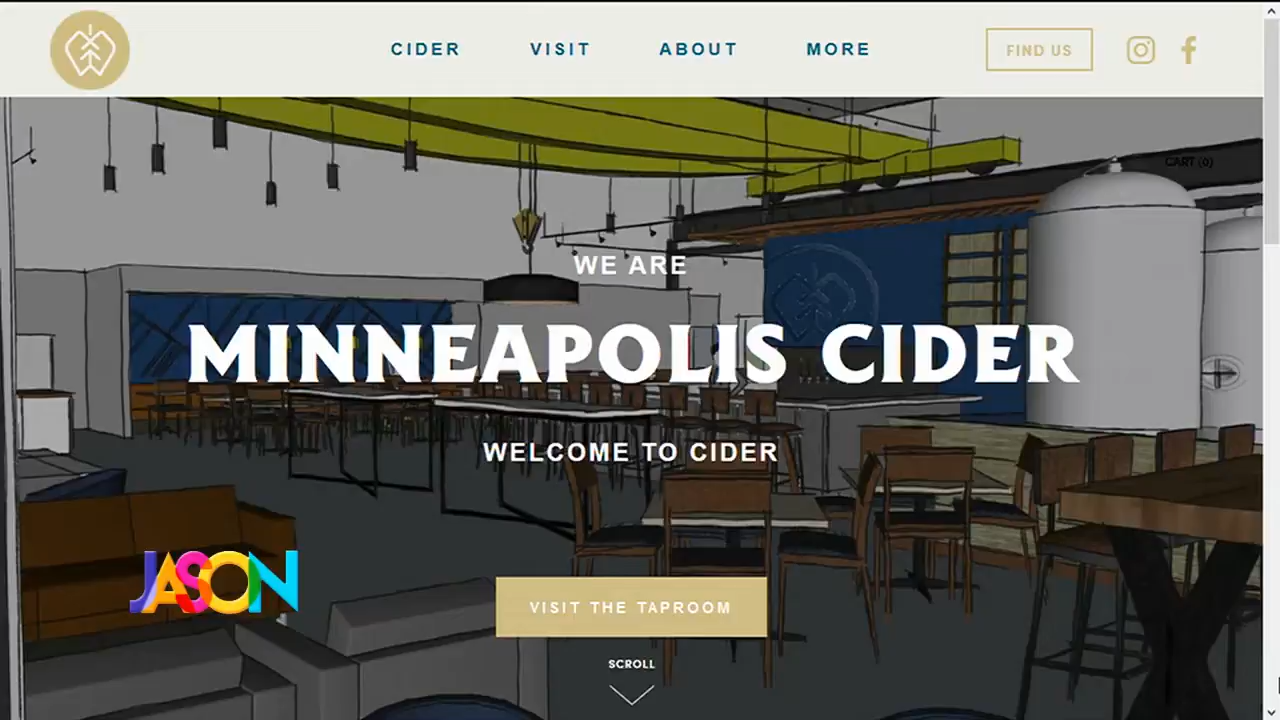 CIDER VISIT ABOUT MORE FIND US
CART (0)
WE ARE
MINNEAPOLIS CIDER
WELCOME TO CIDER
JASON
VISIT THE TAPROOM
SCROLL